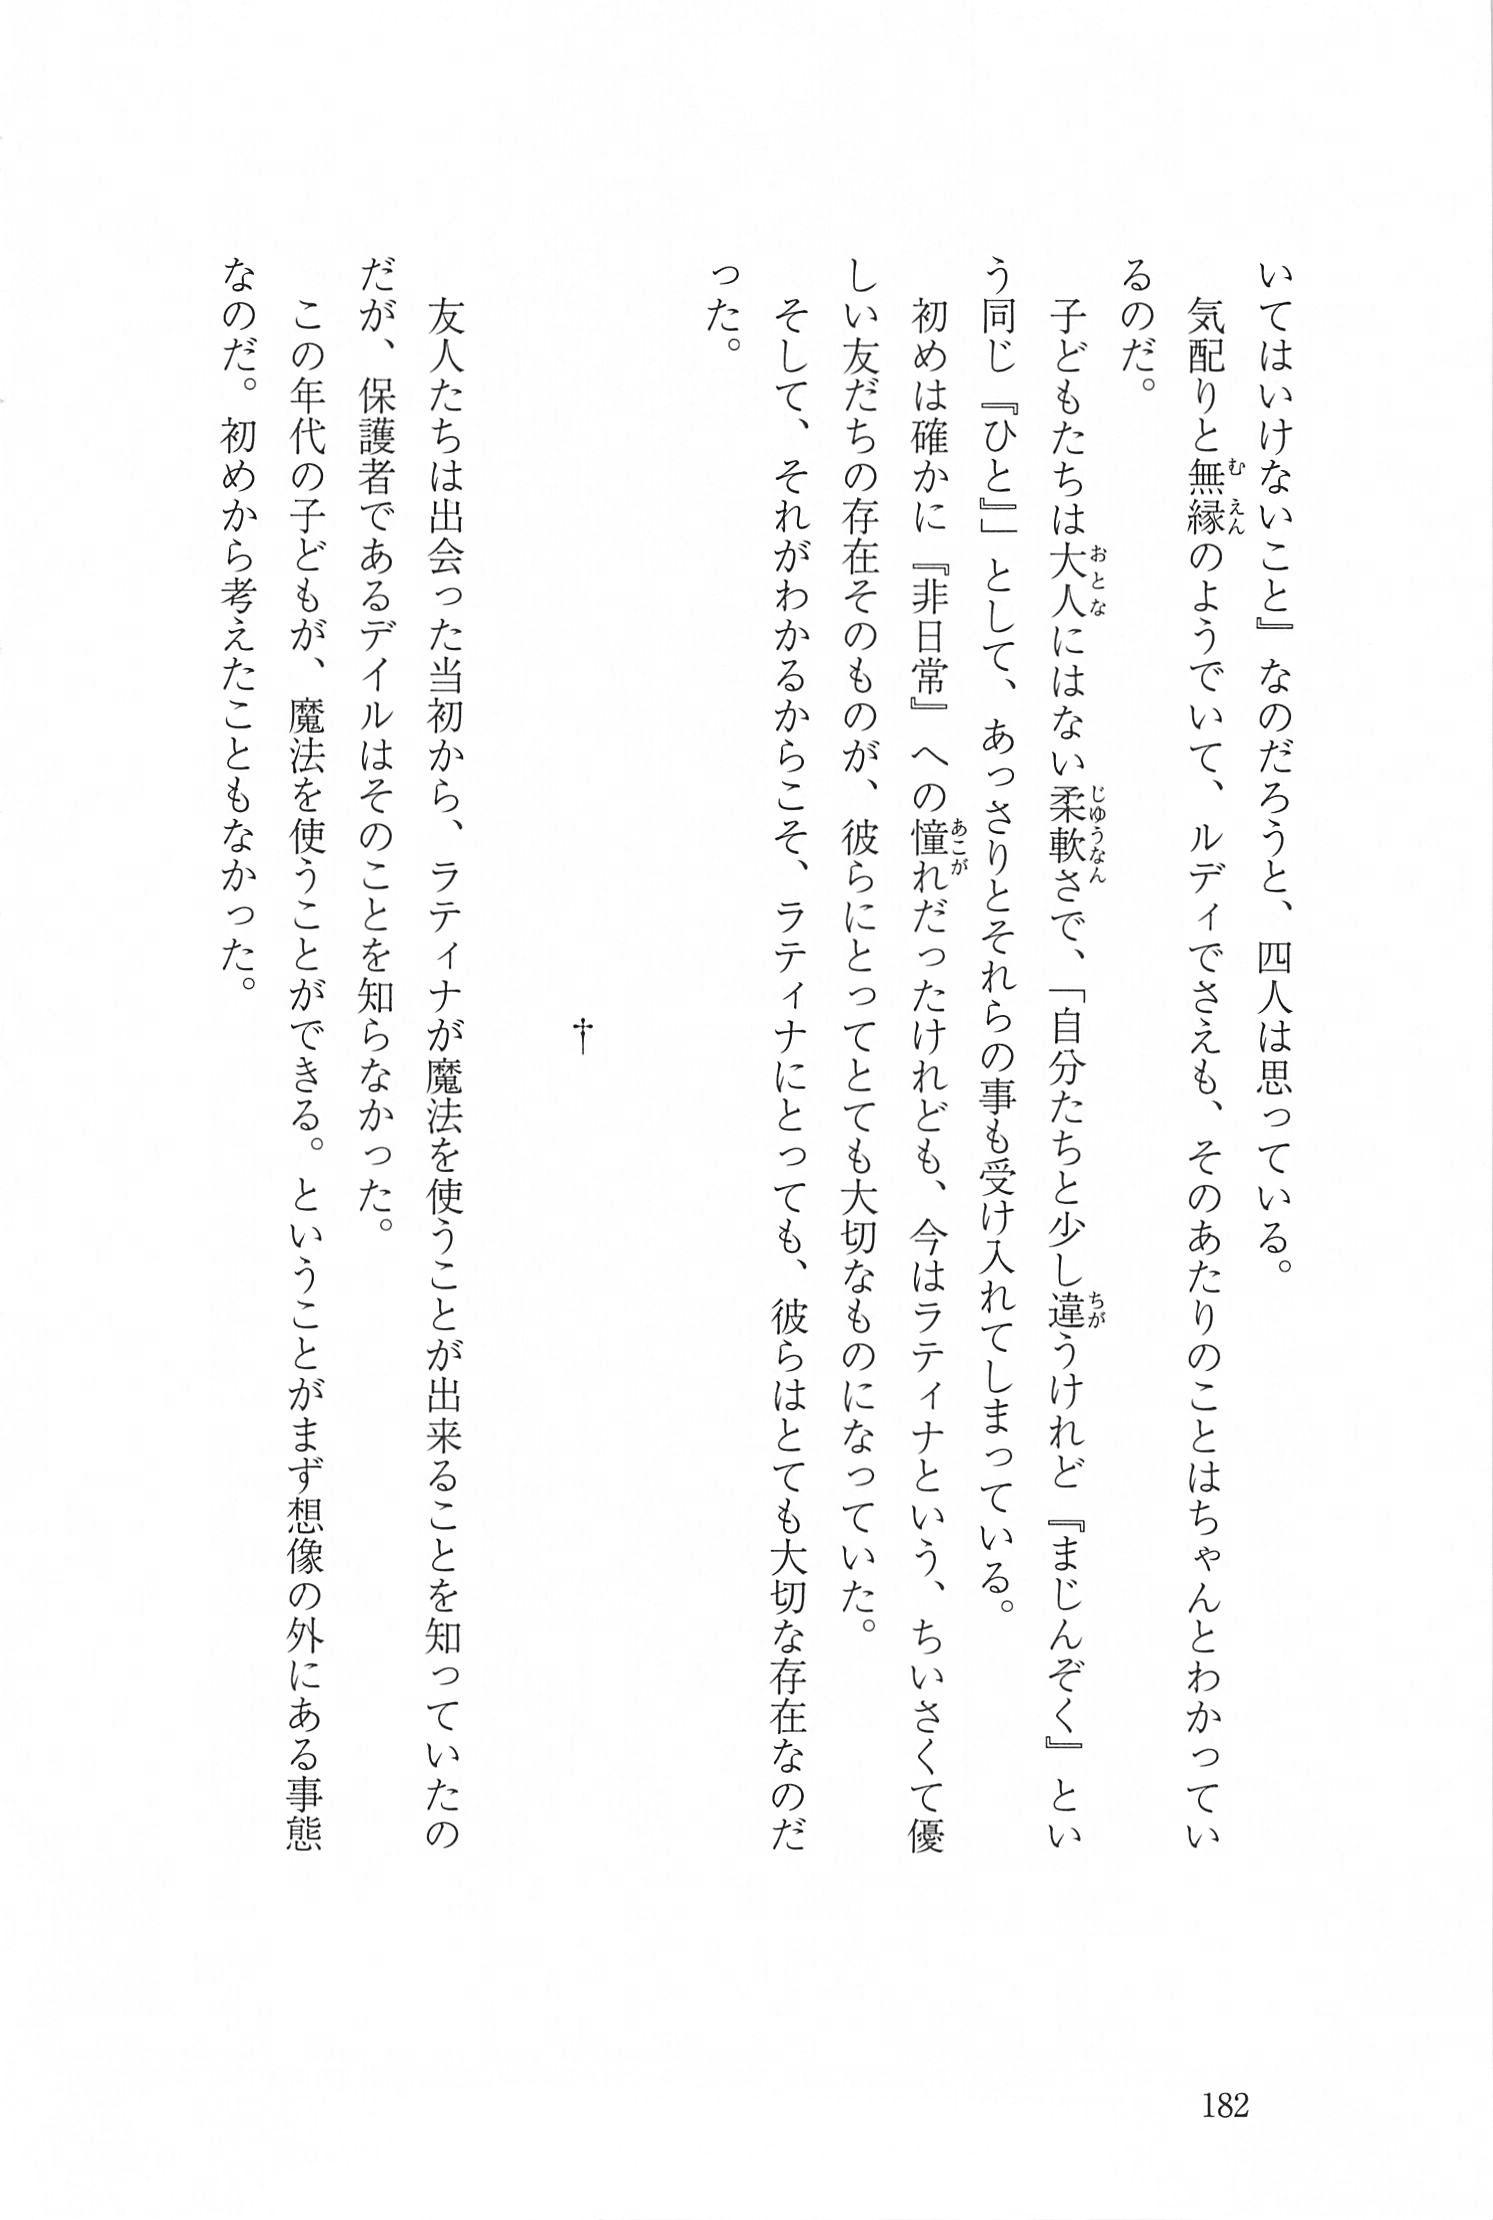 いてはいけないこと』なのだろうと、四人は思っている。
　気配りと無縁のようでいて、ルディでさえも、そのあたりのことはちゃんとわかってい
るのだ。
　子どもたちは大人にはない柔軟さで、「自分たちと少し違うけれど『まじんぞく』とい
う同じ『ひと』」として、あっさりとそれらの事も受け入れてしまっている。
　初めは確かに『非日常』への憧れだったけれども、今はラティナという、ちいさくて優
しい友だちの存在そのものが、彼らにとってとても大切なものになっていた。
　そして、それがわかるからこそ、ラティナにとっても、彼らはとても大切な存在なのだ
った。
†
　友人たちは出会った当初から、ラティナが魔法を使うことが出来ることを知っていたの
だが、保護者であるデイルはそのことを知らなかった。
　この年代の子どもが、魔法を使うことができる。ということがまず想像の外にある事態
なのだ。初めから考えたこともなかった。
182